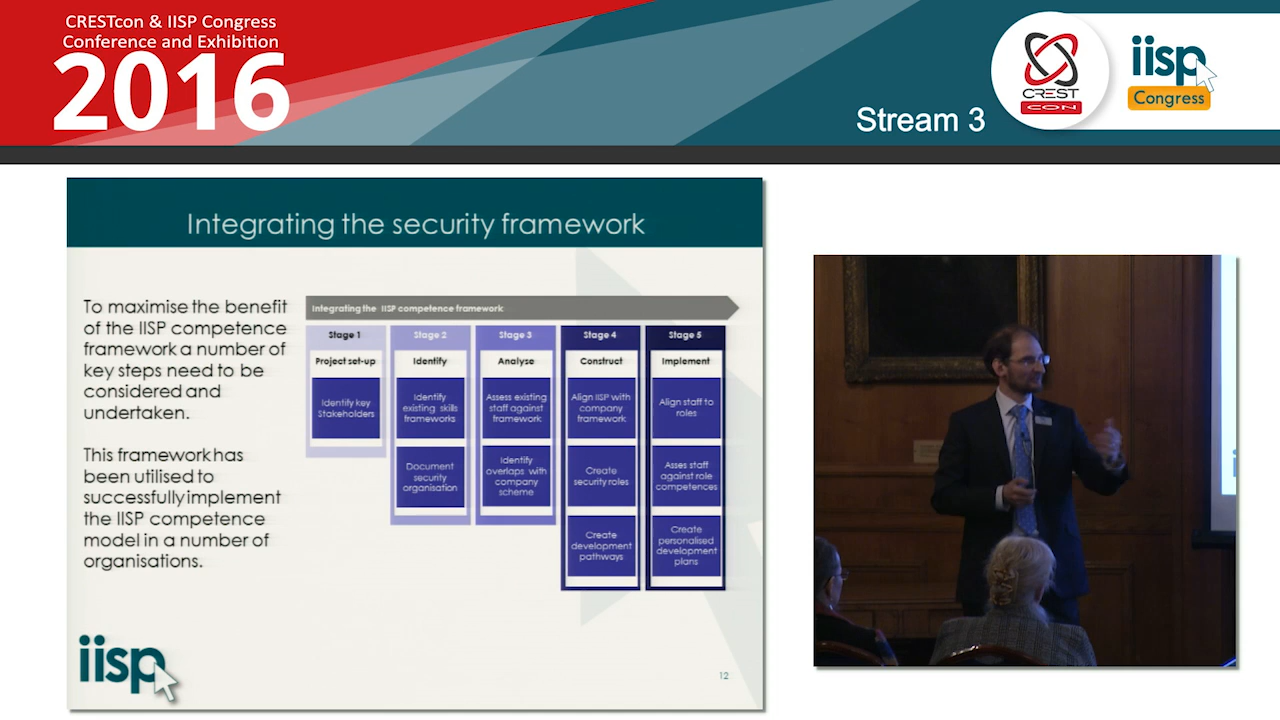 CRESTcon & IISP Congress
Conference and Exhibition
2016
Stream 3
CREST
CON
iisp
Congress
Integrating the security framework
To maximise the benefit
of the IISP competence
framework a number of
key steps need to be
considered and
undertaken.
This framework has
been utilised to
successfully implement
the IISP competence
model in a number of
organisations.
Integrating the IISP competence framework
Stage 1
Project set-up
Identify key
Stakeholders
Stage 2
Identify
Identify
existing skills
frameworks
Document
security
organisation
Stage 3
Analyse
Assess existing
staff against
framework
Identify
overlaps with
company
scheme
Stage 4
Construct
Align IISP with
company
framework
Create
security roles
Create
development
pathways
Stage 5
Implement
Align staff to
roles
Asses staff
against role
competences
Create
personalised
development
plans
iisp
12